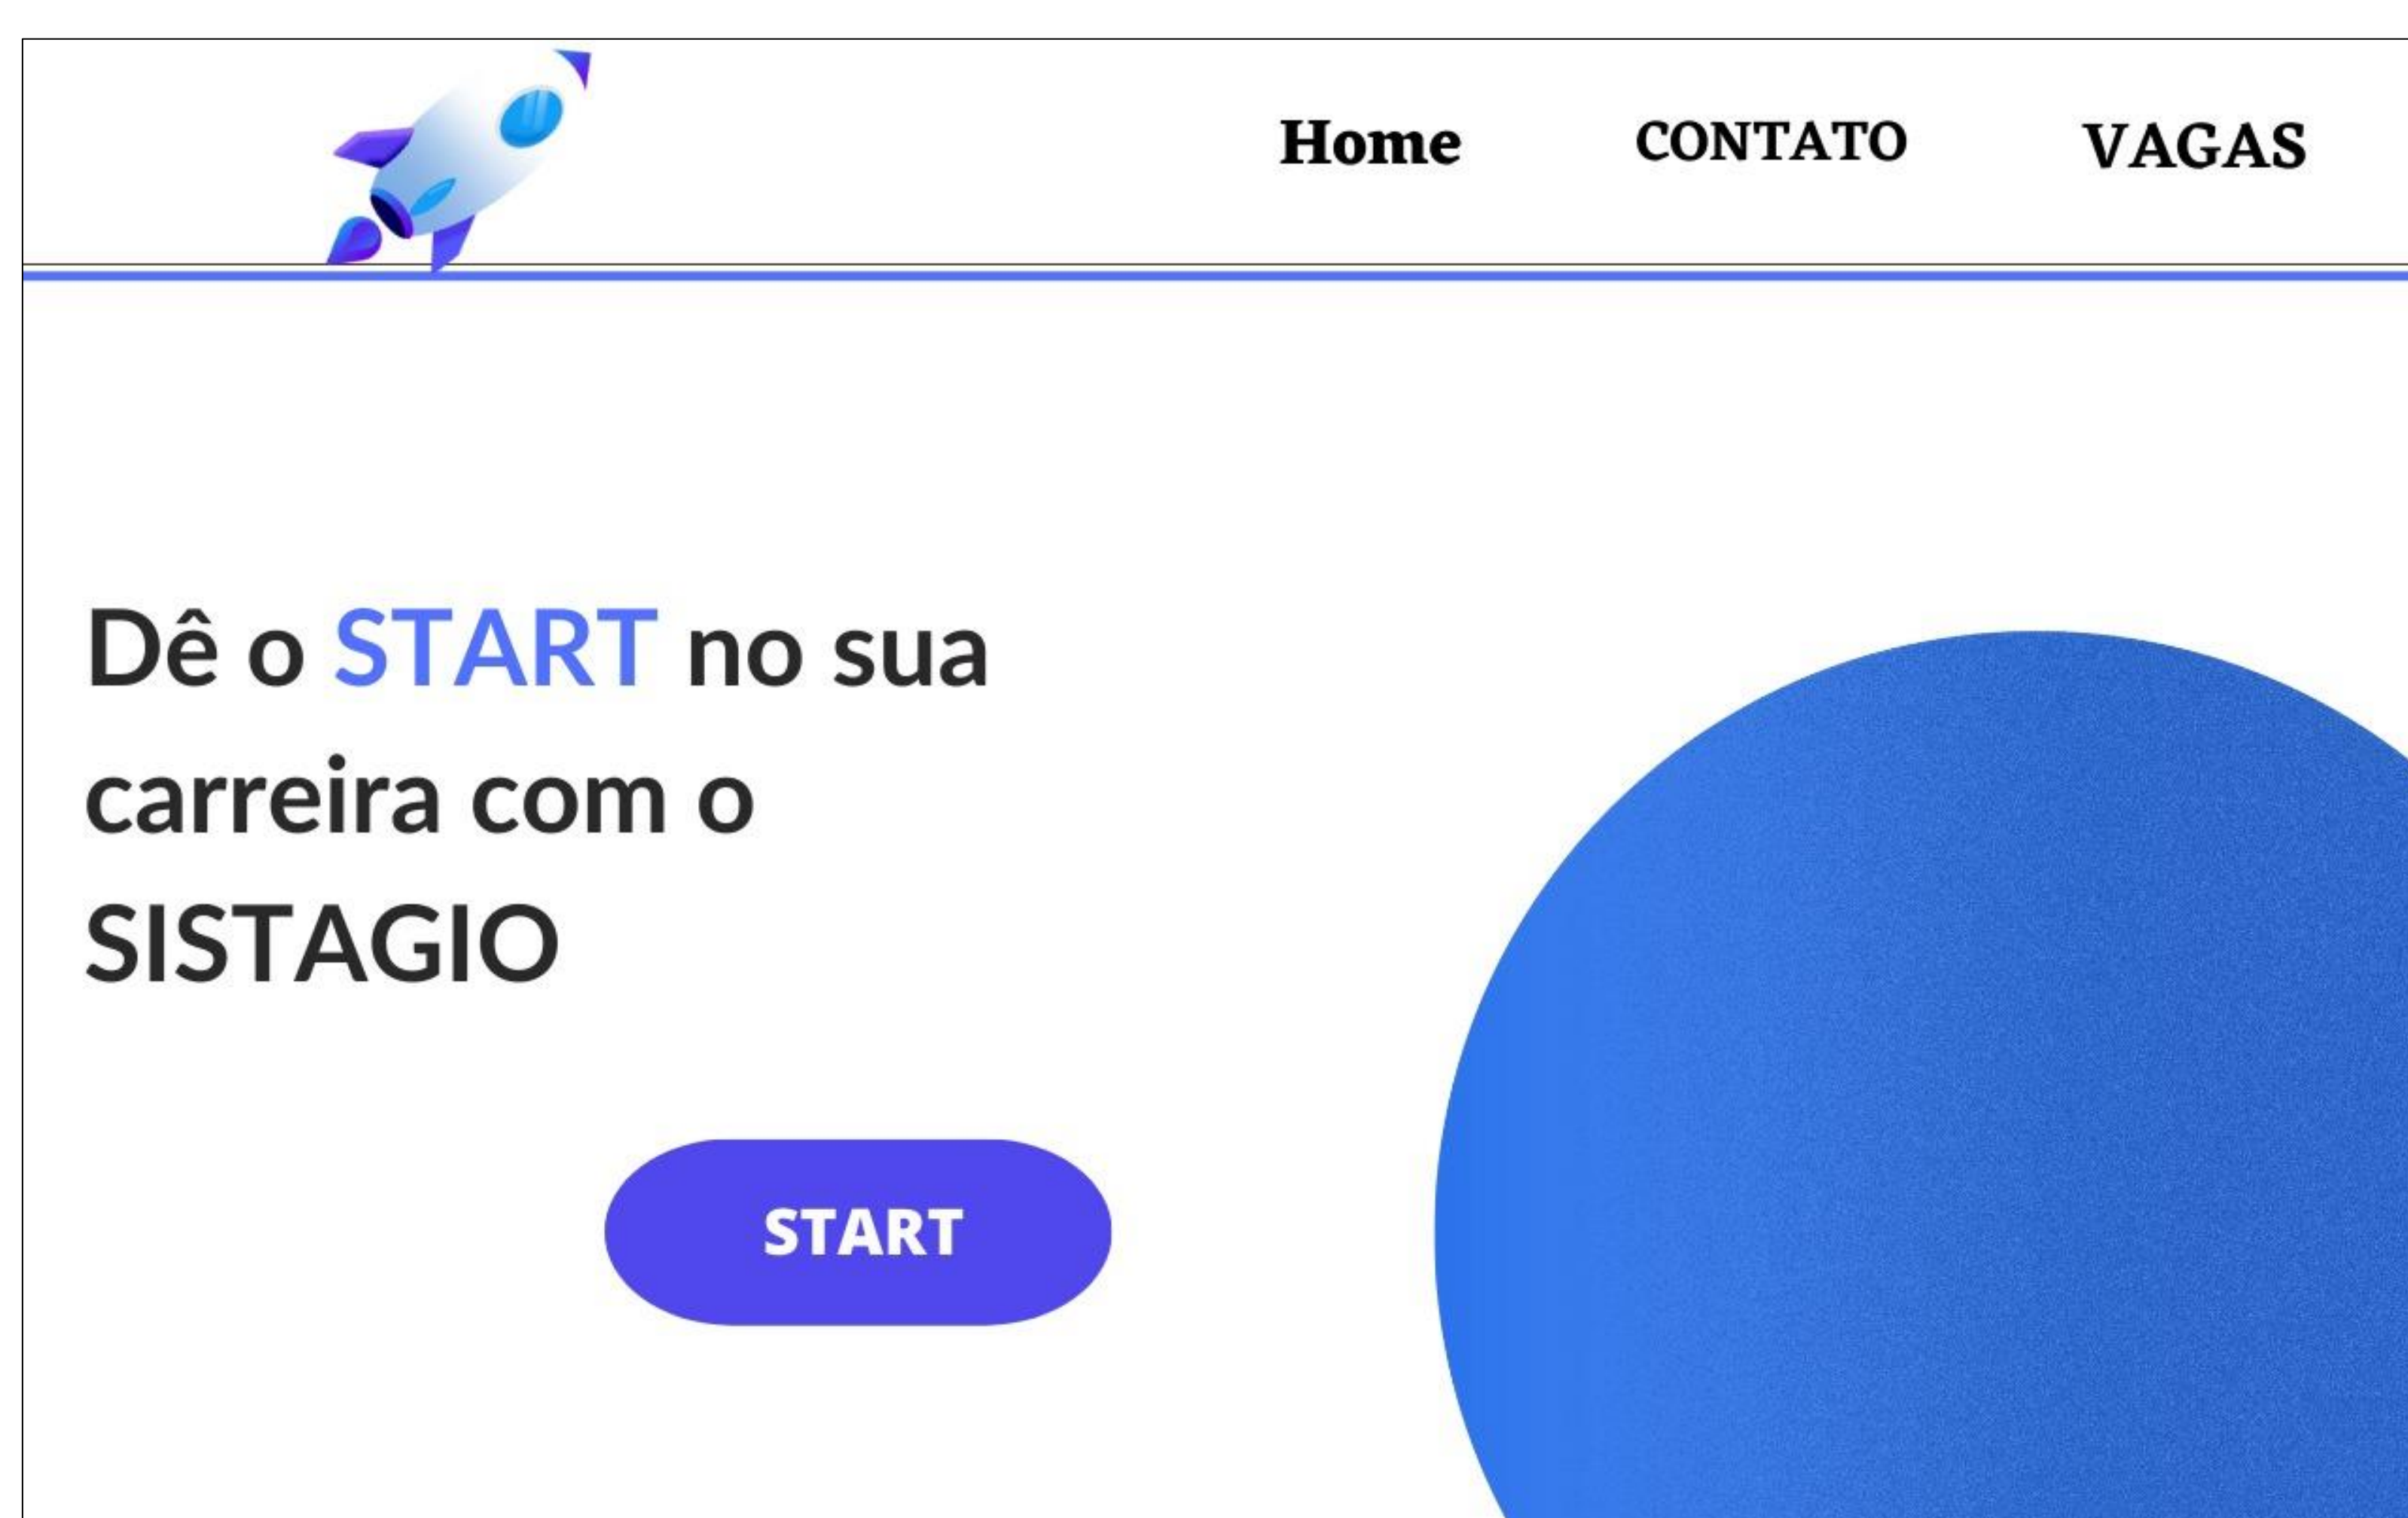 Home CONTATO VAGAS
Dê o START no sua
carreira com o
SISTAGIO
START